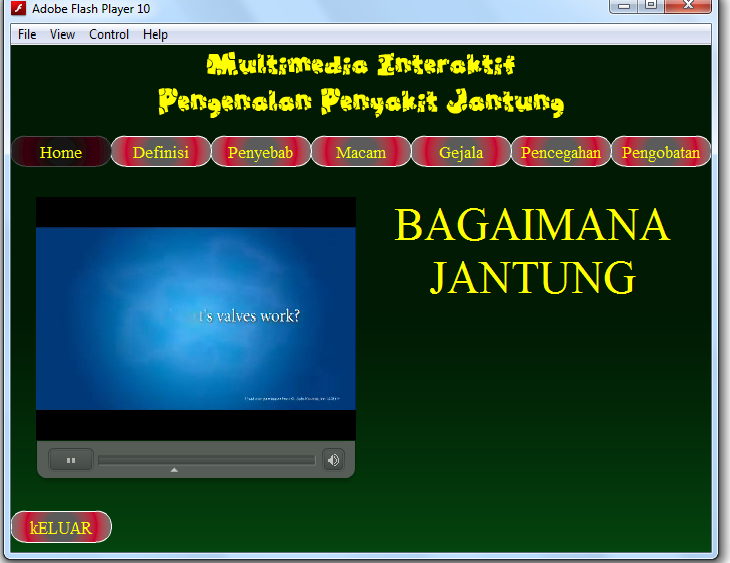 Adobe Flash Player 10
File View Control Help
Multimedia Interaktif
Pengenalan Penyakit Jantung
Home Definisi Penyebab Macam Gejala Pencegahan Pengobatan
BAGAIMANA
JANTUNG
t's valves work?
kELUAR